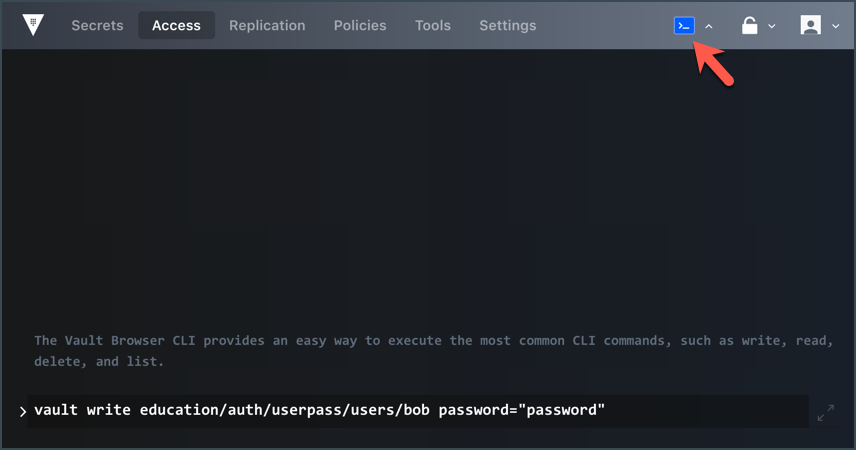 Secrets Access Replication Policies Tools Settings
The Vault Browser CLI provides an easy way to execute the most common CLI commands, such as write, read,
delete, and list.
vault write education/auth/userpass/users/bob password="password"